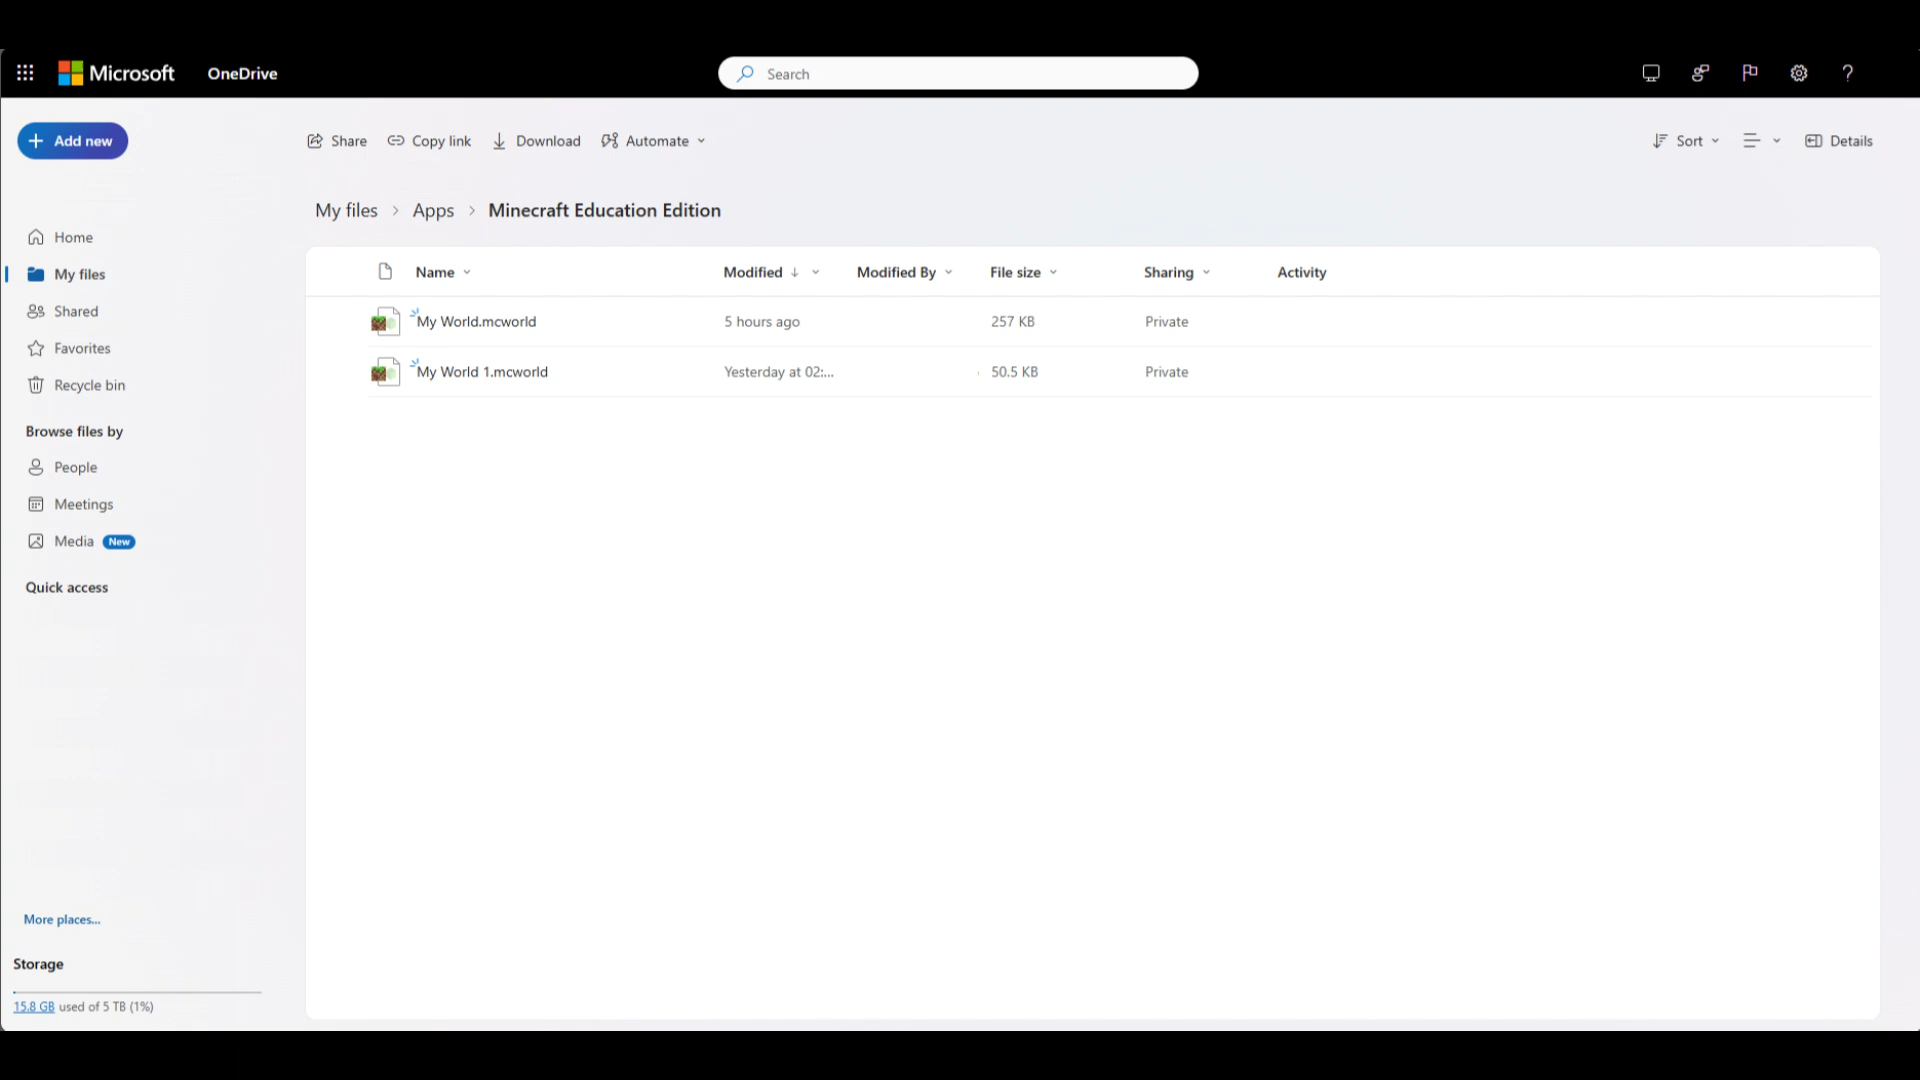 Microsoft OneDrive Search ?
Add new Share Copy link Download Automate Sort Details
My files > Apps > Minecraft Education Edition
Home
My files
Shared
Favorites
Recycle bin
Browse files by
People
Meetings
Media New
Quick access
More places...
Storage
15.8 GB used of 5 TB (1%)
Name Modified Modified By File size Sharing Activity
My World.mcworld 5 hours ago 257 KB Private
My World 1.mcworld Yesterday at 02:... 50.5 KB Private